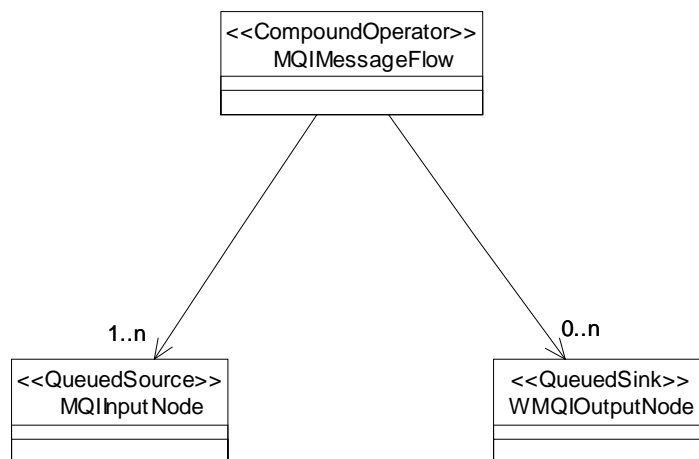 <<CompoundOperator>>
MQIMessageFlow
1..n
0..n
<<QueuedSource>>
MQIInputNode
<<QueuedSink>>
WMQIOutputNode